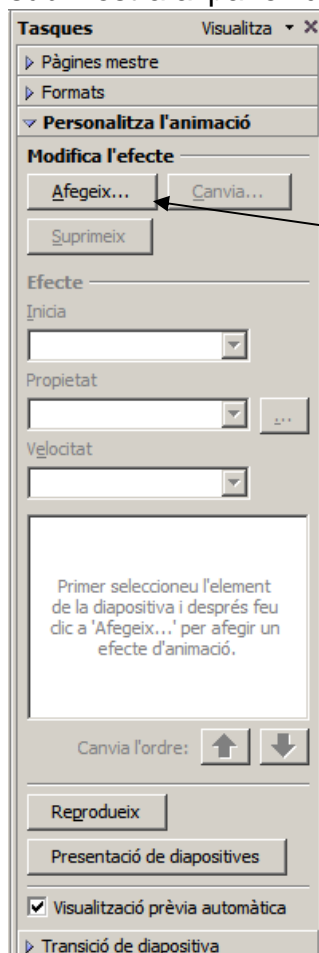 Tasques Visualitza
Pàgines mestre
Formats
Personalitza l'animació
Modifica l'efecte
Afegeix... Canvia...
Suprimeix
Efecte
Inicia
Propietat
...
Velocitat
Primer seleccioneu l'element
de la diapositiva i després feu
clic a 'Afegeix...' per afegir un
efecte d'animació.
Canvia l'ordre:
Reprodueix
Presentació de diapositives
Visualització prèvia automàtica
Transició de diapositiva